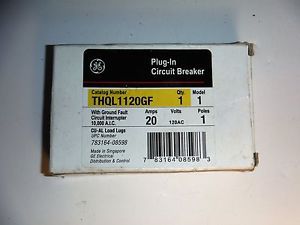 GE
Plug-In
Circuit Breaker
Catalog Number Qty. Model
THQL1120GF 1 1
With Ground Fault Amps Volts Poles
Circuit Interrupter
10,000 A.I.C. 20 120AC 1
CU-AL Load Lugs
UPC Number
783164-08598
Made in Singapore
GE Electrical
Distribution & Control
7 83164 08598 3